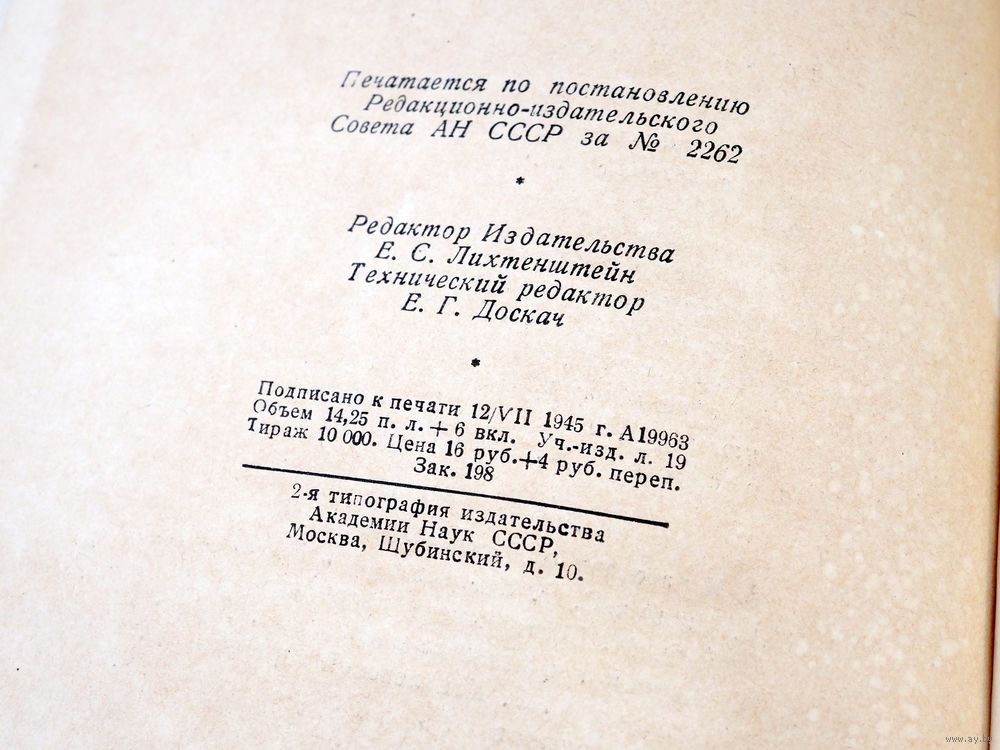 Печатается по постановлению
Редакционно-издательского
Совета АН СССР за № 2262
*
Редактор Издательства
Е. С. Лихтенштейн
Технический редактор
Е. Г. Доскач
*
Подписано к печати 12/VII 1945 г. А19963
Объем 14,25 п. л.+ 6 вкл. Уч.-изд. л. 19
Тираж 10 000. Цена 16 руб.+4 руб. переп.
Зак. 198
2-я типография издательства
Академии Наук СССР,
Москва, Шубинский, д. 10.